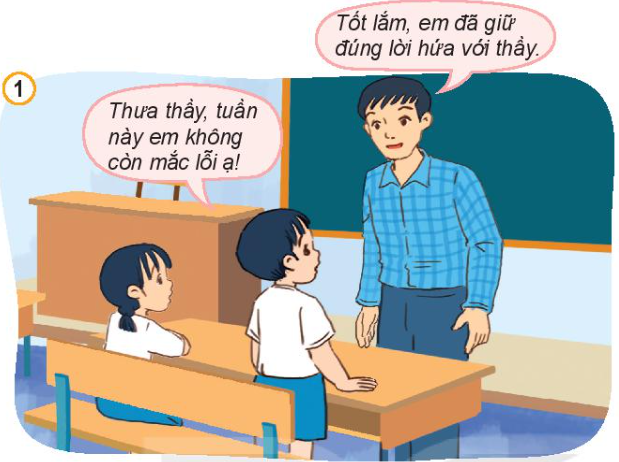 Tốt lắm, em đã giữ
đúng lời hứa với thầy.
1
Thưa thầy, tuần
này em không
còn mắc lỗi ạ!